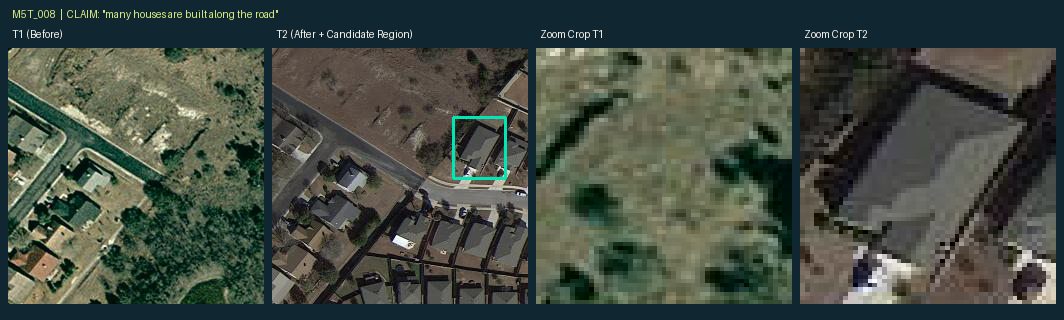 M5T_008 | CLAIM: "many houses are built along the road"
T1 (Before)
T2 (After + Candidate Region)
Zoom Crop T1
Zoom Crop T2